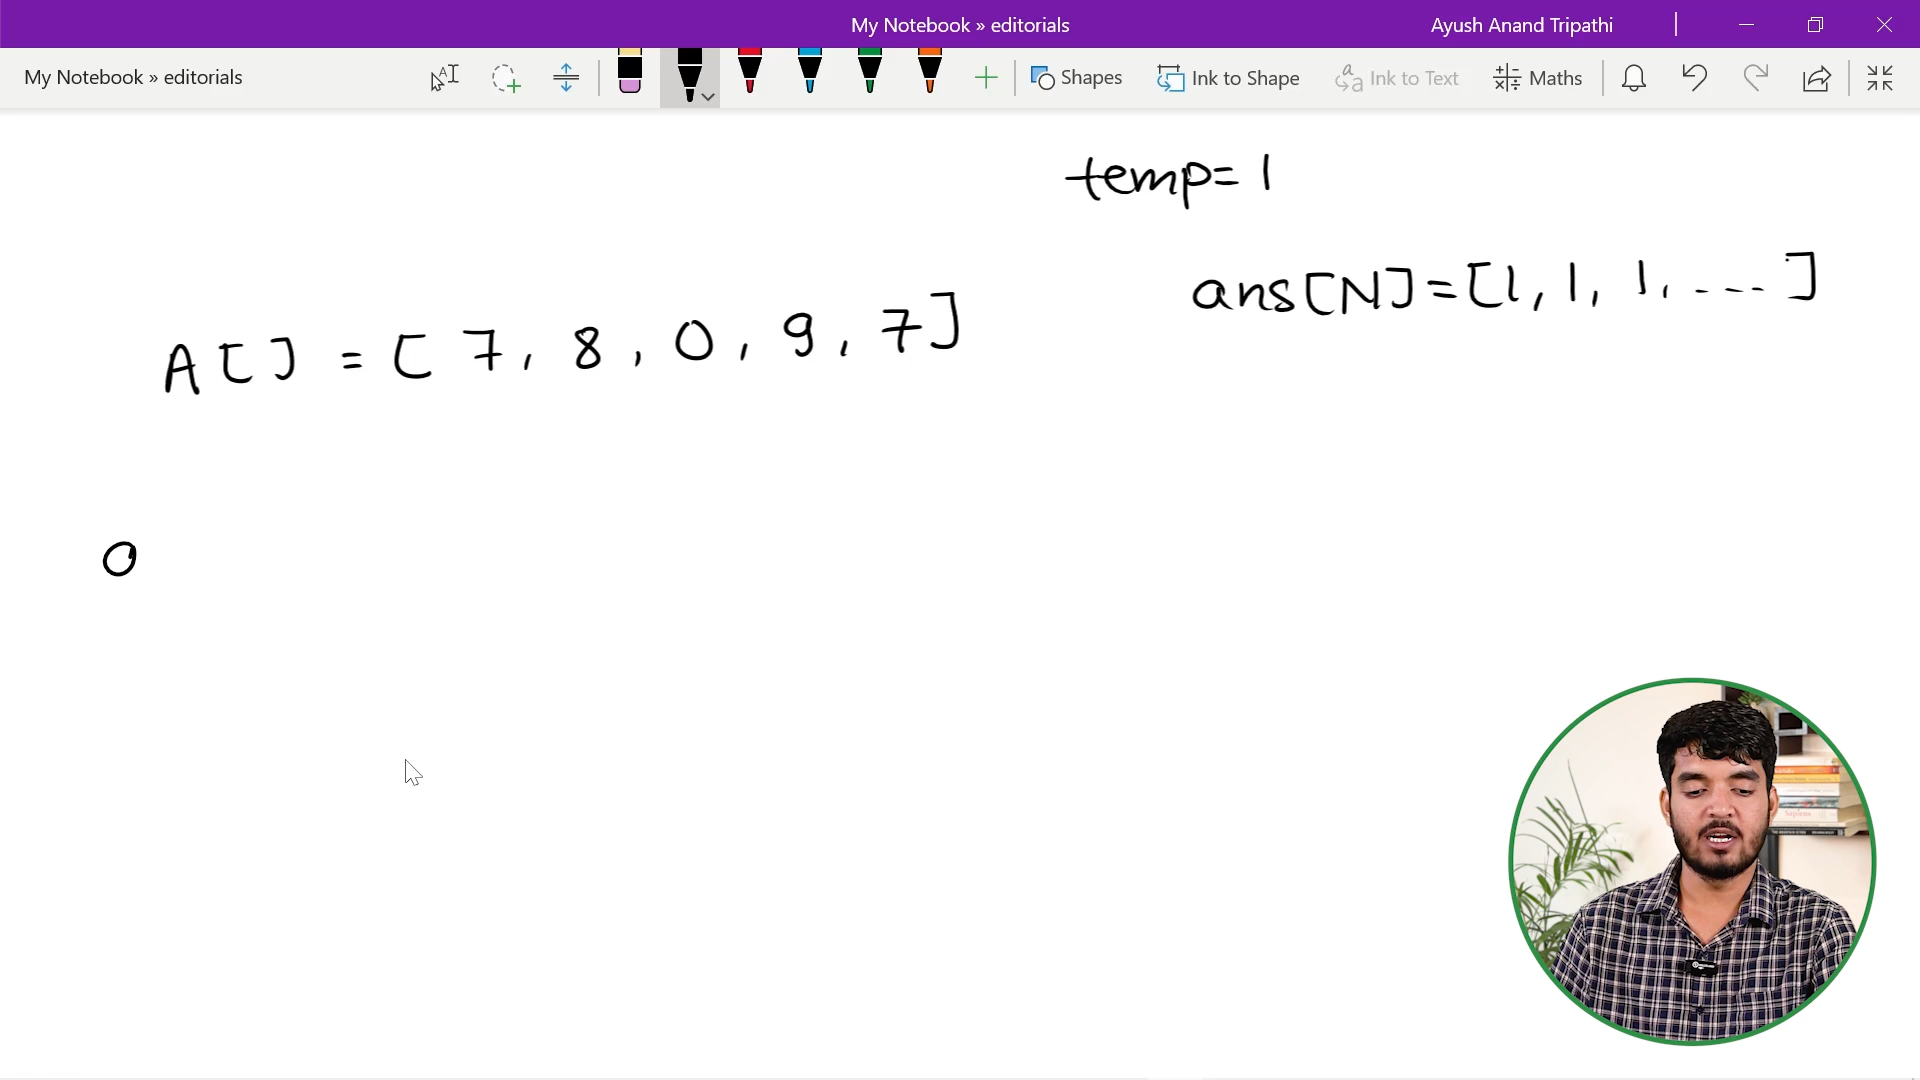 My Notebook » editorials
Ayush Anand Tripathi
My Notebook » editorials
Shapes
Ink to Shape
Ink to Text
Maths
temp= 1
ans[N]=[1, 1, 1, .---- ]
A[] = [ 7, 8, 0, 9, 7]
0